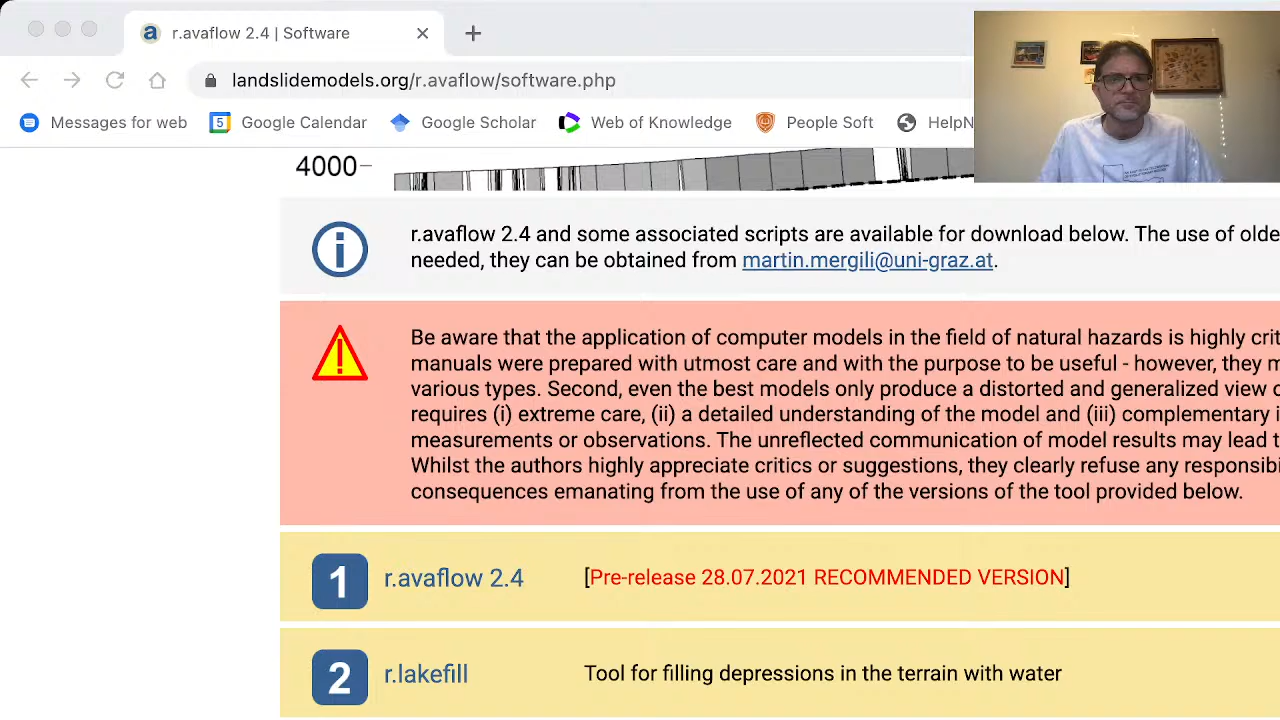 r.avaflow 2.4 | Software
landslidemodels.org/r.avaflow/software.php
Messages for web
5
Google Calendar
Google Scholar
Web of Knowledge
People Soft
HelpN
4000
r.avaflow 2.4 and some associated scripts are available for download below. The use of olde
needed, they can be obtained from martin.mergili@uni-graz.at.
Be aware that the application of computer models in the field of natural hazards is highly crit
manuals were prepared with utmost care and with the purpose to be useful - however, they m
various types. Second, even the best models only produce a distorted and generalized view o
requires (i) extreme care, (ii) a detailed understanding of the model and (iii) complementary i
measurements or observations. The unreflected communication of model results may lead t
Whilst the authors highly appreciate critics or suggestions, they clearly refuse any responsibi
consequences emanating from the use of any of the versions of the tool provided below.
1 r.avaflow 2.4 [Pre-release 28.07.2021 RECOMMENDED VERSION]
2 r.lakefill Tool for filling depressions in the terrain with water